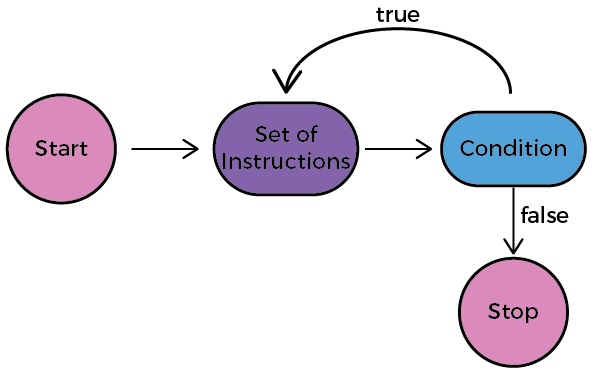 true
Start
Set of
Instructions
Condition
false
Stop